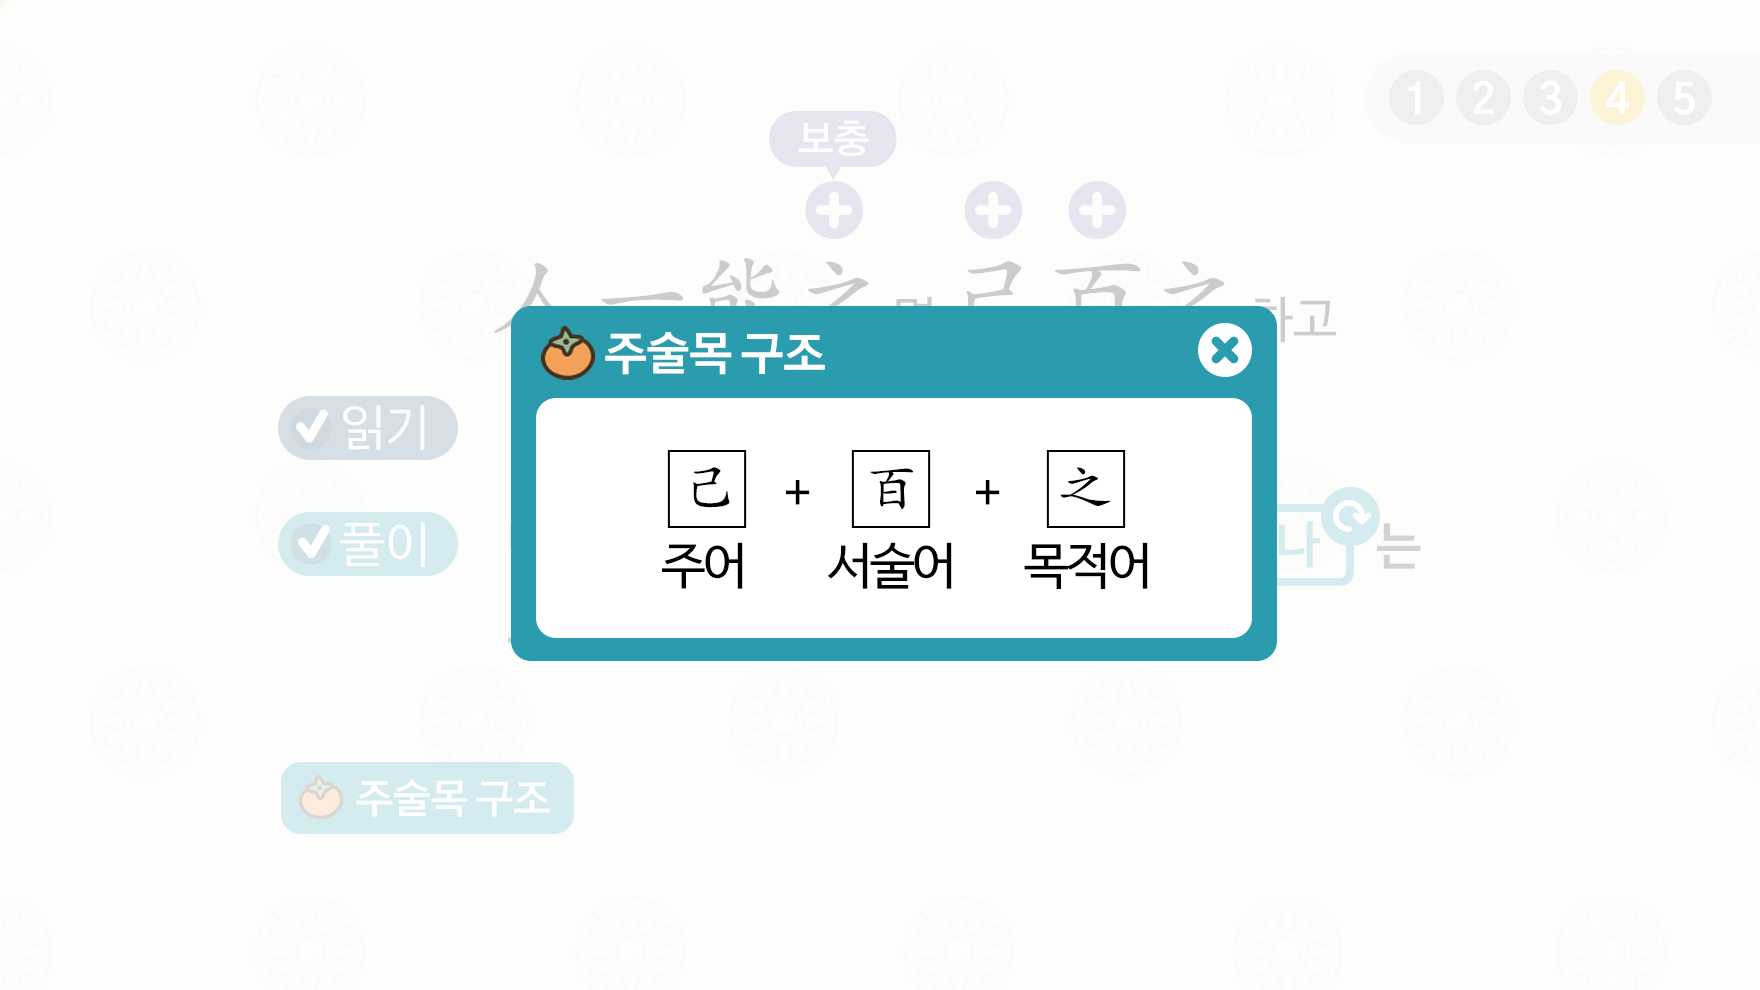 1 2 3 4 5
보충
人一能之면 己百之하고
주술목 구조
읽기
己 + 百 + 之
주어 서술어 목적어
풀이
나 는
주술목 구조